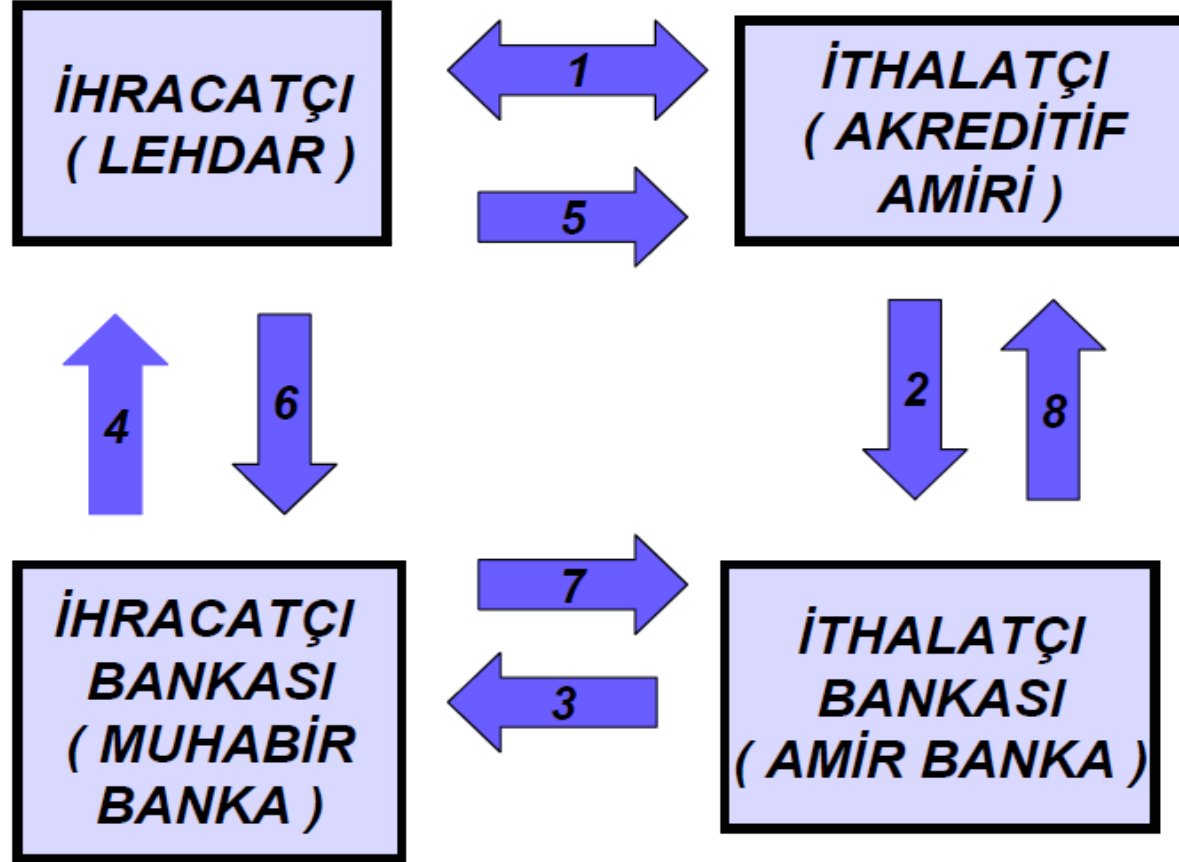 İHRACATÇI
( LEHDAR )
1
İTHALATÇI
( AKREDİTİF
AMİRİ )
5
4
6
2
8
İHRACATÇI
BANKASI
( MUHABİR
BANKA )
7
3
İTHALATÇI
BANKASI
( AMİR BANKA )